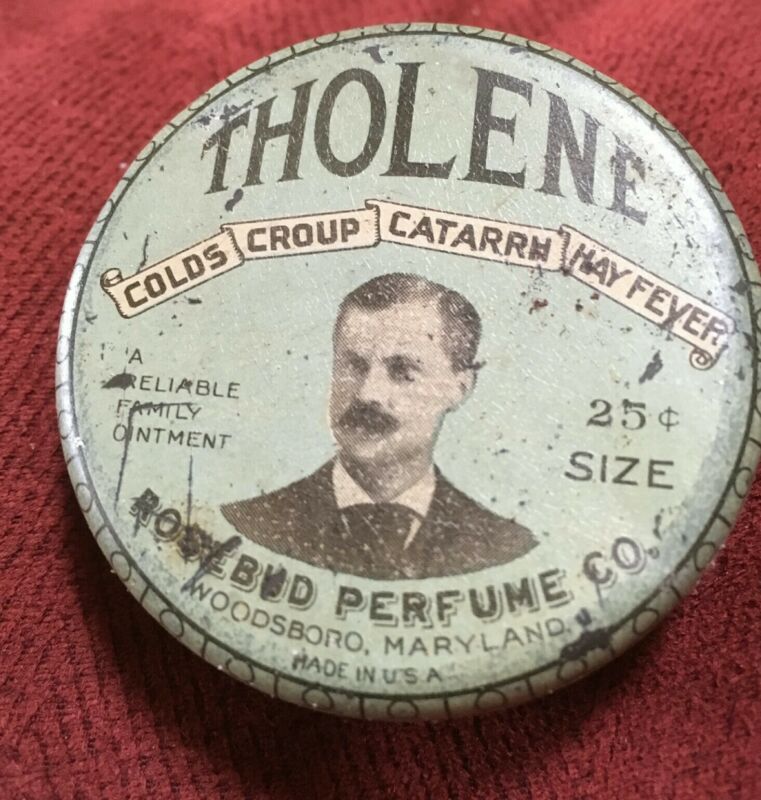 THOLENE
COLDS CROUP CATARRH HAY FEVER
A
RELIABLE
FAMILY
OINTMENT
25¢
SIZE
ROSEBUD PERFUME CO.
WOODSBORO, MARYLAND.
MADE IN U.S.A.